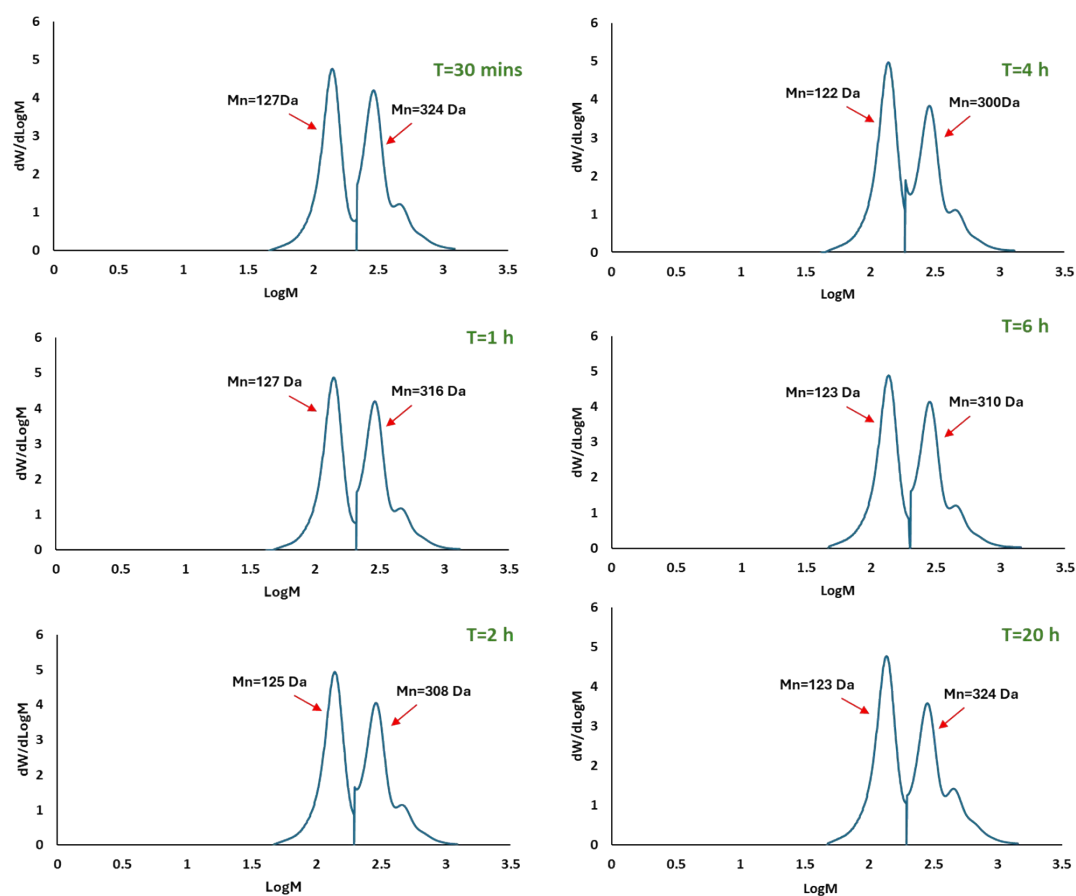 T=30 mins
Mn=127Da
Mn=324 Da
dW/dLogM
6
5
4
3
2
1
0
0 0.5 1 1.5 2 2.5 3 3.5
LogM
T=4 h
Mn=122 Da
Mn=300Da
dW/dLogM
6
5
4
3
2
1
0
0 0.5 1 1.5 2 2.5 3 3.5
LogM
T=1 h
Mn=127 Da
Mn=316 Da
dW/dLogM
6
5
4
3
2
1
0
0 0.5 1 1.5 2 2.5 3 3.5
LogM
T=6 h
Mn=123 Da
Mn=310 Da
dW/dLogM
6
5
4
3
2
1
0
0 0.5 1 1.5 2 2.5 3 3.5
LogM
T=2 h
Mn=125 Da
Mn=308 Da
dW/dLogM
6
5
4
3
2
1
0
0 0.5 1 1.5 2 2.5 3 3.5
LogM
T=20 h
Mn=123 Da
Mn=324 Da
dW/dLogM
6
5
4
3
2
1
0
0 0.5 1 1.5 2 2.5 3 3.5
LogM